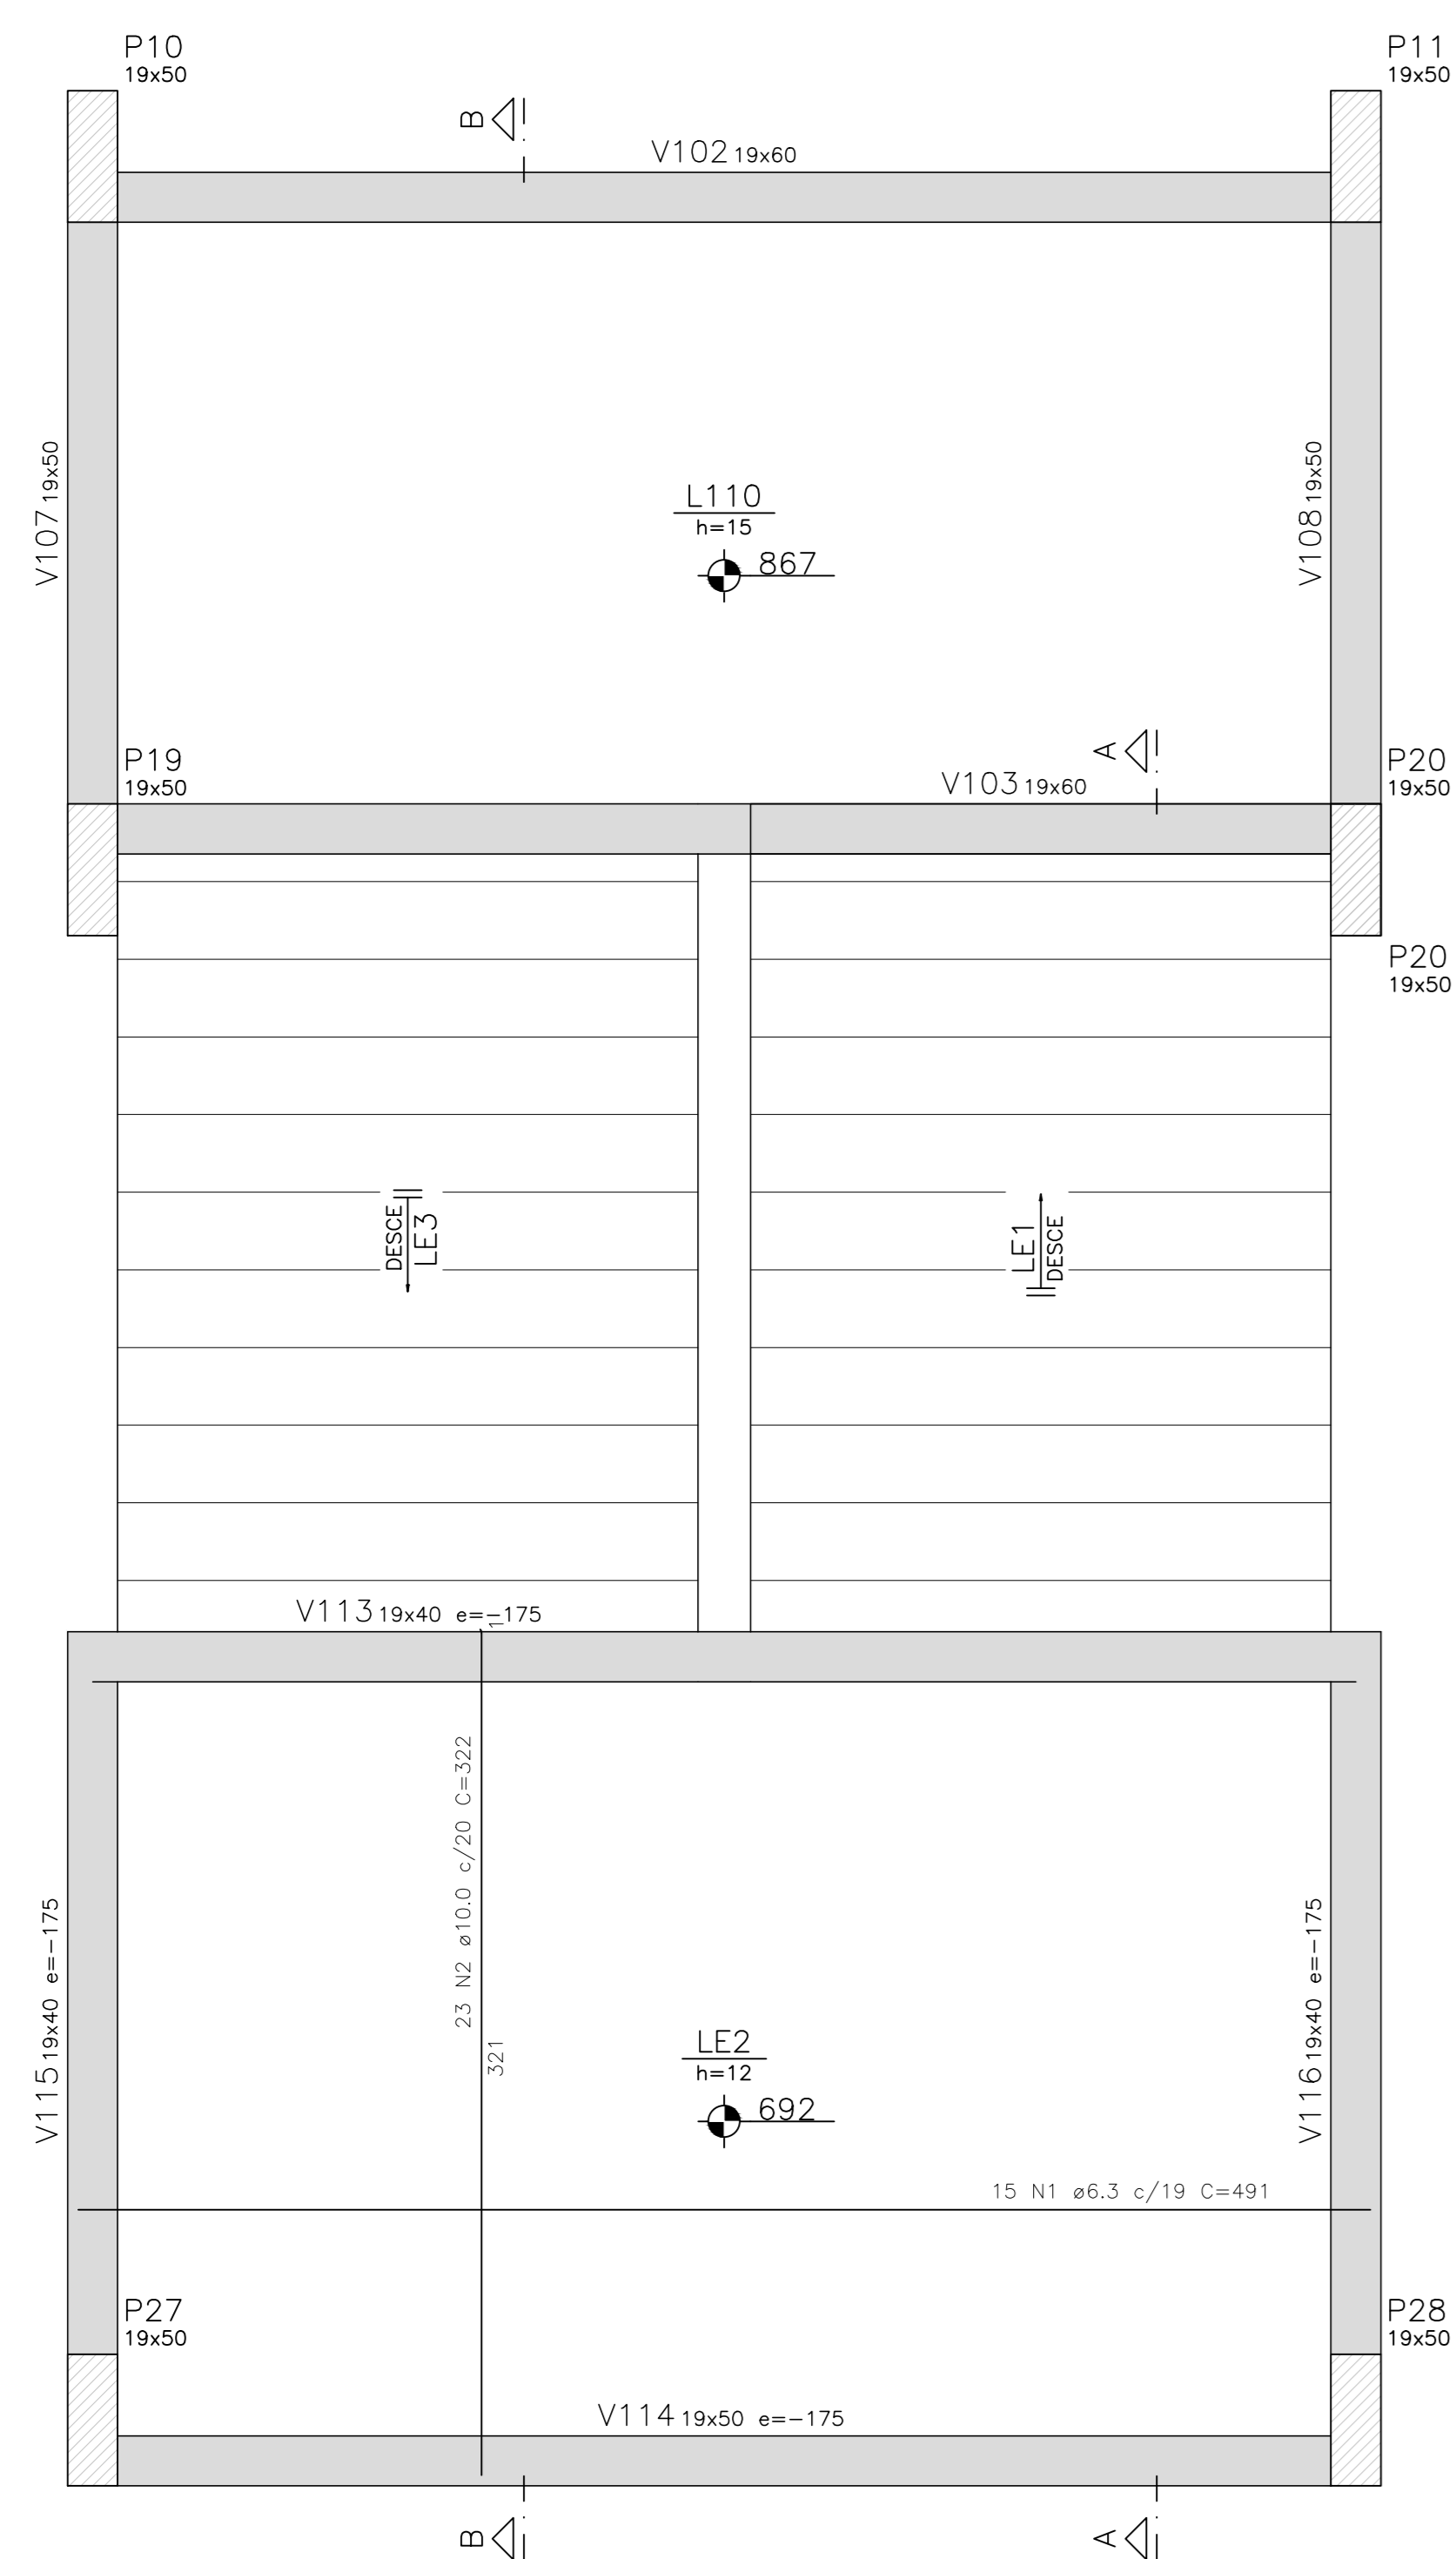 P10
19x50
P11
19x50
B
V102 19x60
V107 19x50
L110
h=15
867
V108 19x50
P19
19x50
A
V103 19x60
P20
19x50
P20
19x50
DESCE
LE3
LE1
DESCE
V113 19x40 e=-175
1
23 N2 ø10.0 c/20 C=322
321
V115 19x40 e=-175
LE2
h=12
692
V116 19x40 e=-175
15 N1 ø6.3 c/19 C=491
P27
19x50
P28
19x50
V114 19x50 e=-175
B
A